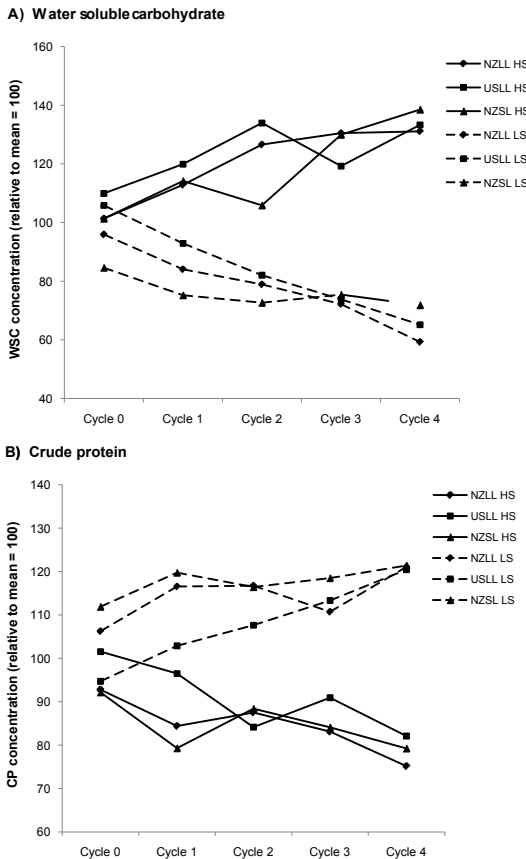 A) Water soluble carbohydrate
160
140
120
100
80
60
40
WSC concentration (relative to mean = 100)
Cycle 0 Cycle 1 Cycle 2 Cycle 3 Cycle 4
NZLL HS
USLL HS
NZSL HS
NZLL LS
USLL LS
NZSL LS
B) Crude protein
140
130
120
110
100
90
80
70
60
CP concentration (relative to mean = 100)
Cycle 0 Cycle 1 Cycle 2 Cycle 3 Cycle 4
NZLL HS
USLL HS
NZSL HS
NZLL LS
USLL LS
NZSL LS